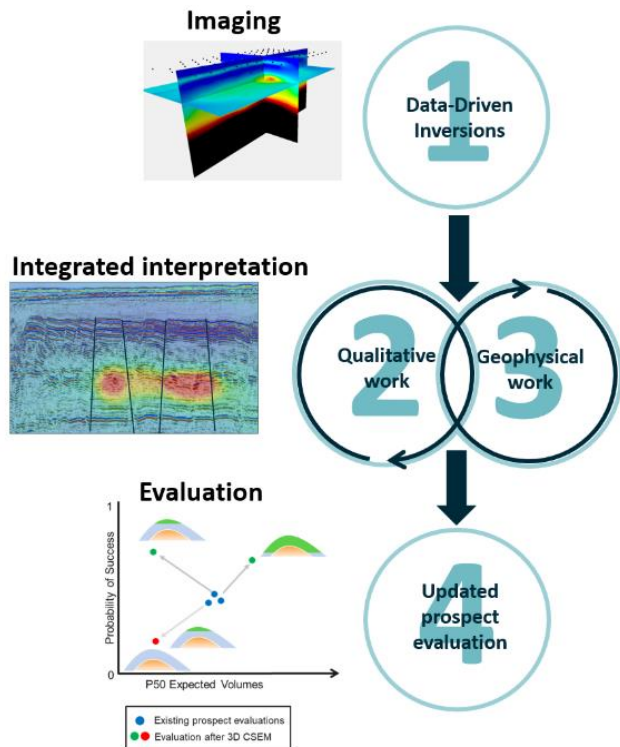 Imaging
1
Data-Driven
Inversions
Integrated interpretation
2
Qualitative
work
3
Geophysical
work
Evaluation
1
Probability of Success
0
P50 Expected Volumes
Existing prospect evaluations
Evaluation after 3D CSEM
4
Updated
prospect
evaluation